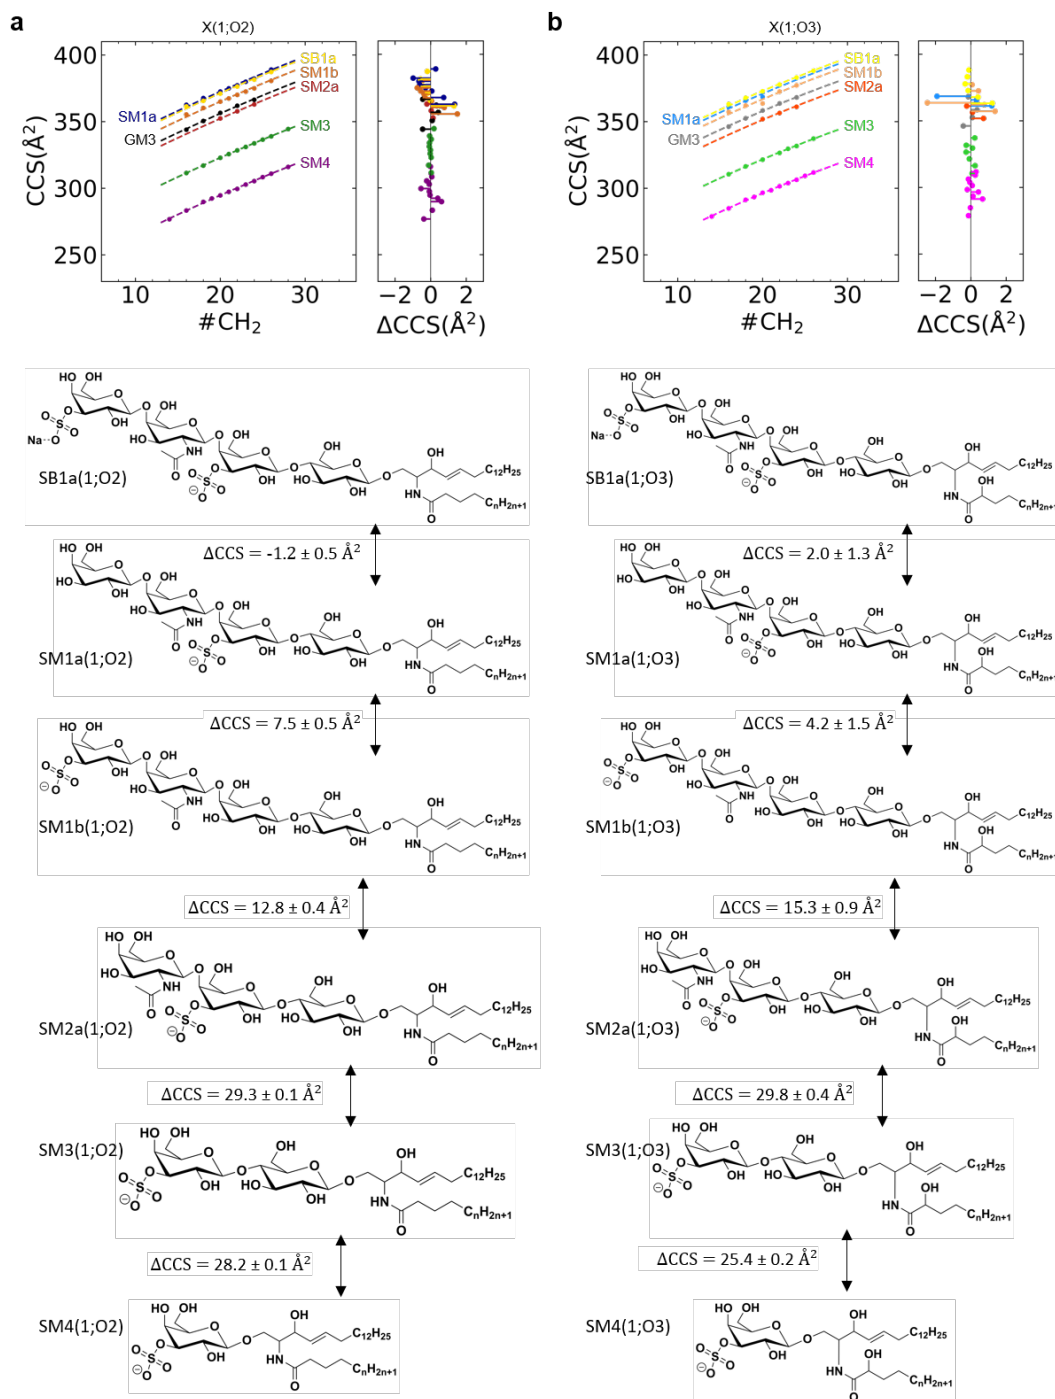 a
X(1;O2)
400
350
300
250
CCS(Å²)
SB1a
SM1b
SM2a
SM1a
GM3
SM3
SM4
10 20 30
#CH₂
−2 0 2
ΔCCS(Å²)
b
X(1;O3)
400
350
300
250
CCS(Å²)
SB1a
SM1b
SM2a
SM1a
GM3
SM3
SM4
10 20 30
#CH₂
−2 0 2
ΔCCS(Å²)
SB1a(1;O2)
SB1a(1;O3)
ΔCCS = -1.2 ± 0.5 Å²
ΔCCS = 2.0 ± 1.3 Å²
SM1a(1;O2)
SM1a(1;O3)
ΔCCS = 7.5 ± 0.5 Å²
ΔCCS = 4.2 ± 1.5 Å²
SM1b(1;O2)
SM1b(1;O3)
ΔCCS = 12.8 ± 0.4 Å²
ΔCCS = 15.3 ± 0.9 Å²
SM2a(1;O2)
SM2a(1;O3)
ΔCCS = 29.3 ± 0.1 Å²
ΔCCS = 29.8 ± 0.4 Å²
SM3(1;O2)
SM3(1;O3)
ΔCCS = 28.2 ± 0.1 Å²
ΔCCS = 25.4 ± 0.2 Å²
SM4(1;O2)
SM4(1;O3)
C₁₂H₂₅
CₙH₂ₙ₊₁